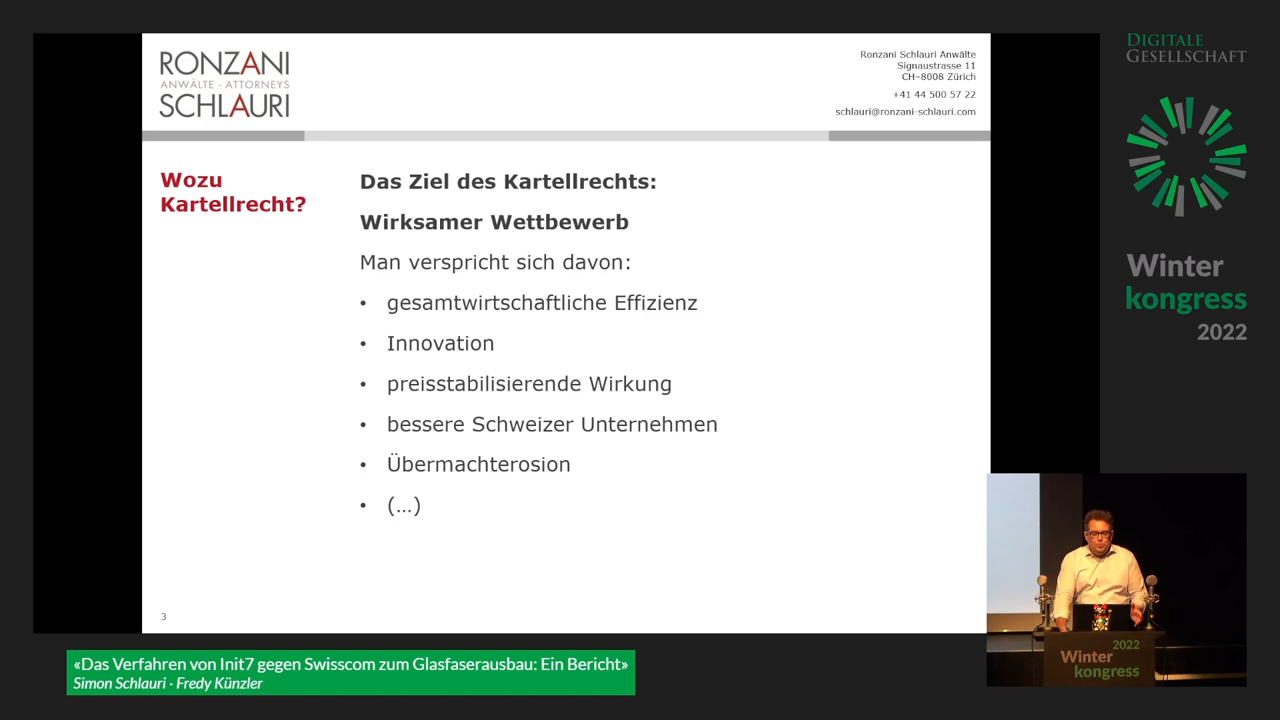 RONZANI
ANWÄLTE · ATTORNEYS
SCHLAURI
Ronzani Schlauri Anwälte
Signaustrasse 11
CH–8008 Zürich
+41 44 500 57 22
schlauri@ronzani-schlauri.com
Wozu
Kartellrecht?
Das Ziel des Kartellrechts:
Wirksamer Wettbewerb
Man verspricht sich davon:
• gesamtwirtschaftliche Effizienz
• Innovation
• preisstabilisierende Wirkung
• bessere Schweizer Unternehmen
• Übermachterosion
• (…)
3
DIGITALE
GESELLSCHAFT
Winter
kongress
2022
2022
Winter
kongress
«Das Verfahren von Init7 gegen Swisscom zum Glasfaserausbau: Ein Bericht»
Simon Schlauri · Fredy Künzler